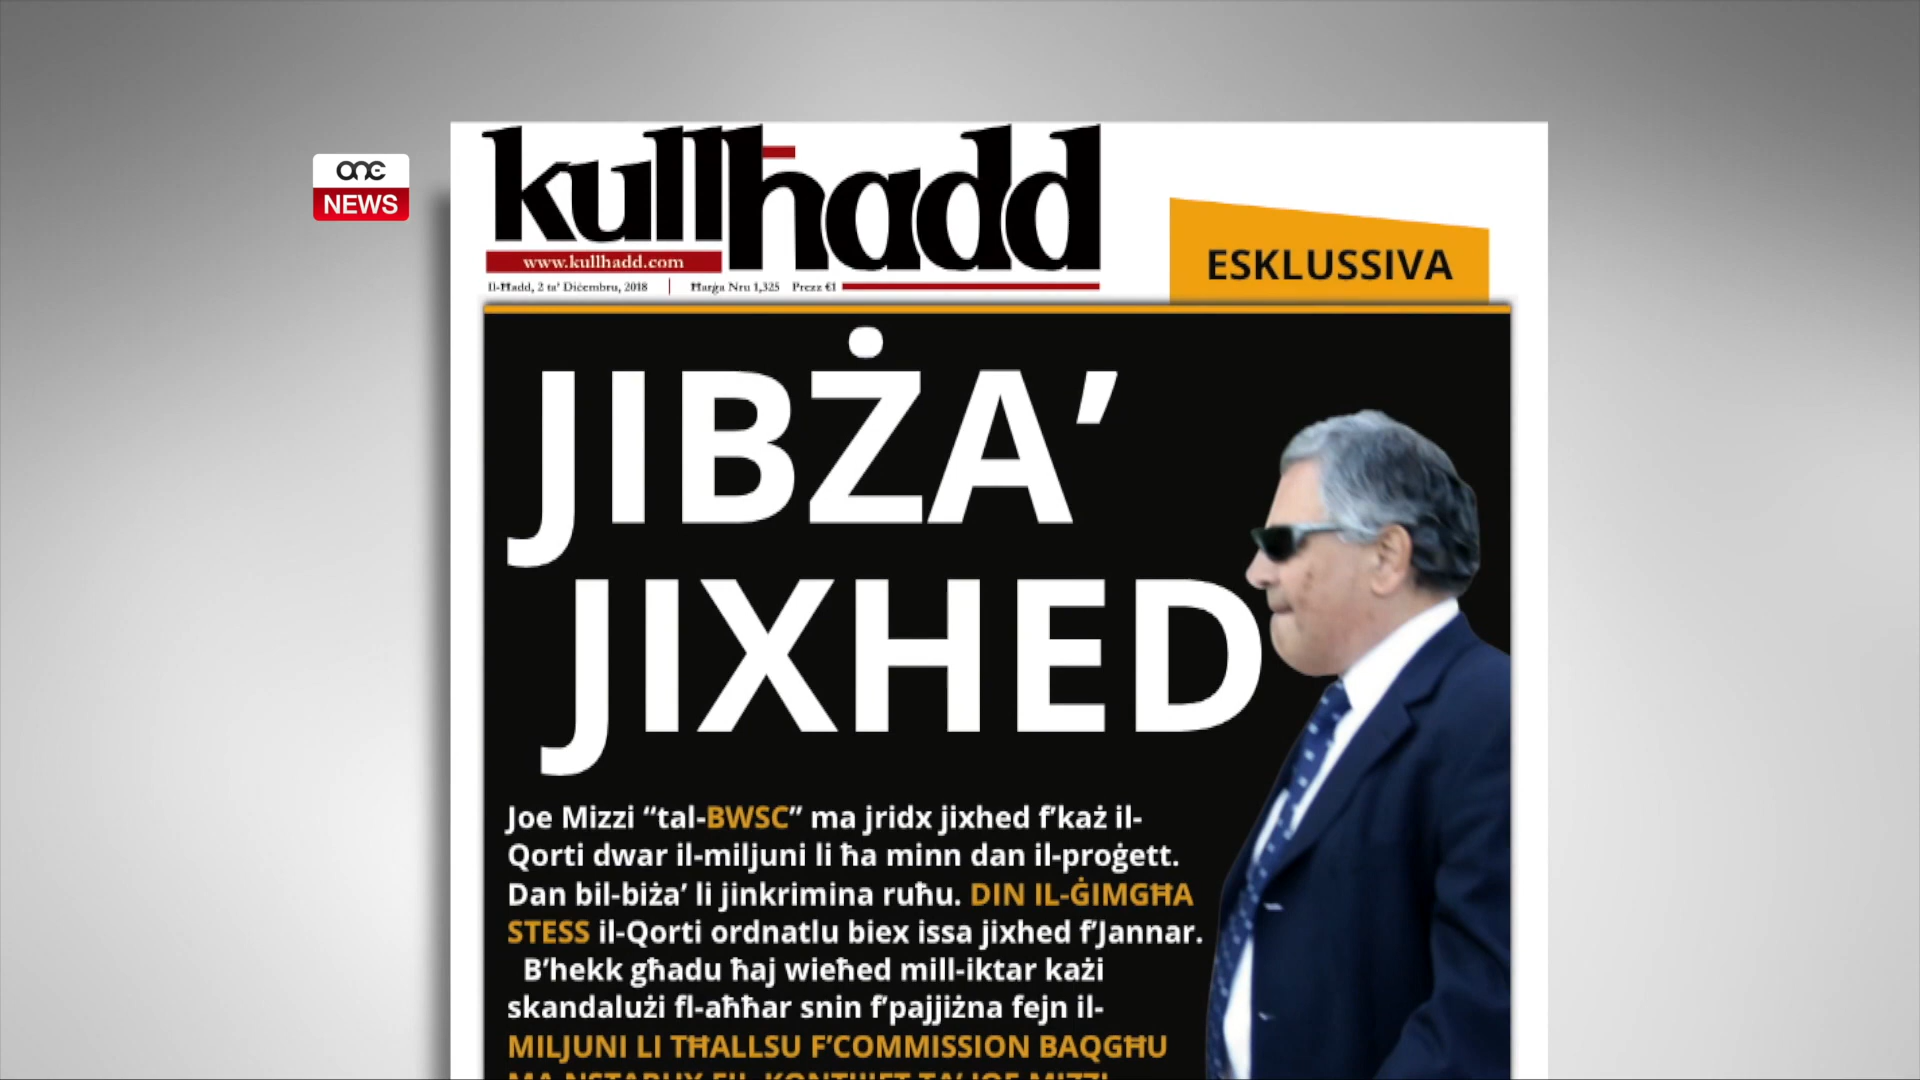 one
NEWS
kullħadd
www.kullhadd.com
Il-Ħadd, 2 ta' Diċembru, 2018
Ħarġa Nru 1,325
Prezz €1
ESKLUSSIVA
JIBŻA’
JIXHED
Joe Mizzi “tal-BWSC” ma jridx jixhed f’każ il-
Qorti dwar il-miljuni li ħa minn dan il-proġett.
Dan bil-biża’ li jinkrimina ruħu. DIN IL-ĠIMGĦA
STESS il-Qorti ordnatlu biex issa jixhed f’Jannar.
B’hekk għadu ħaj wieħed mill-iktar każi
skandalużi fl-aħħar snin f’pajjiżna fejn il-
MILJUNI LI TĦALLSU F’COMMISSION BAQGĦU